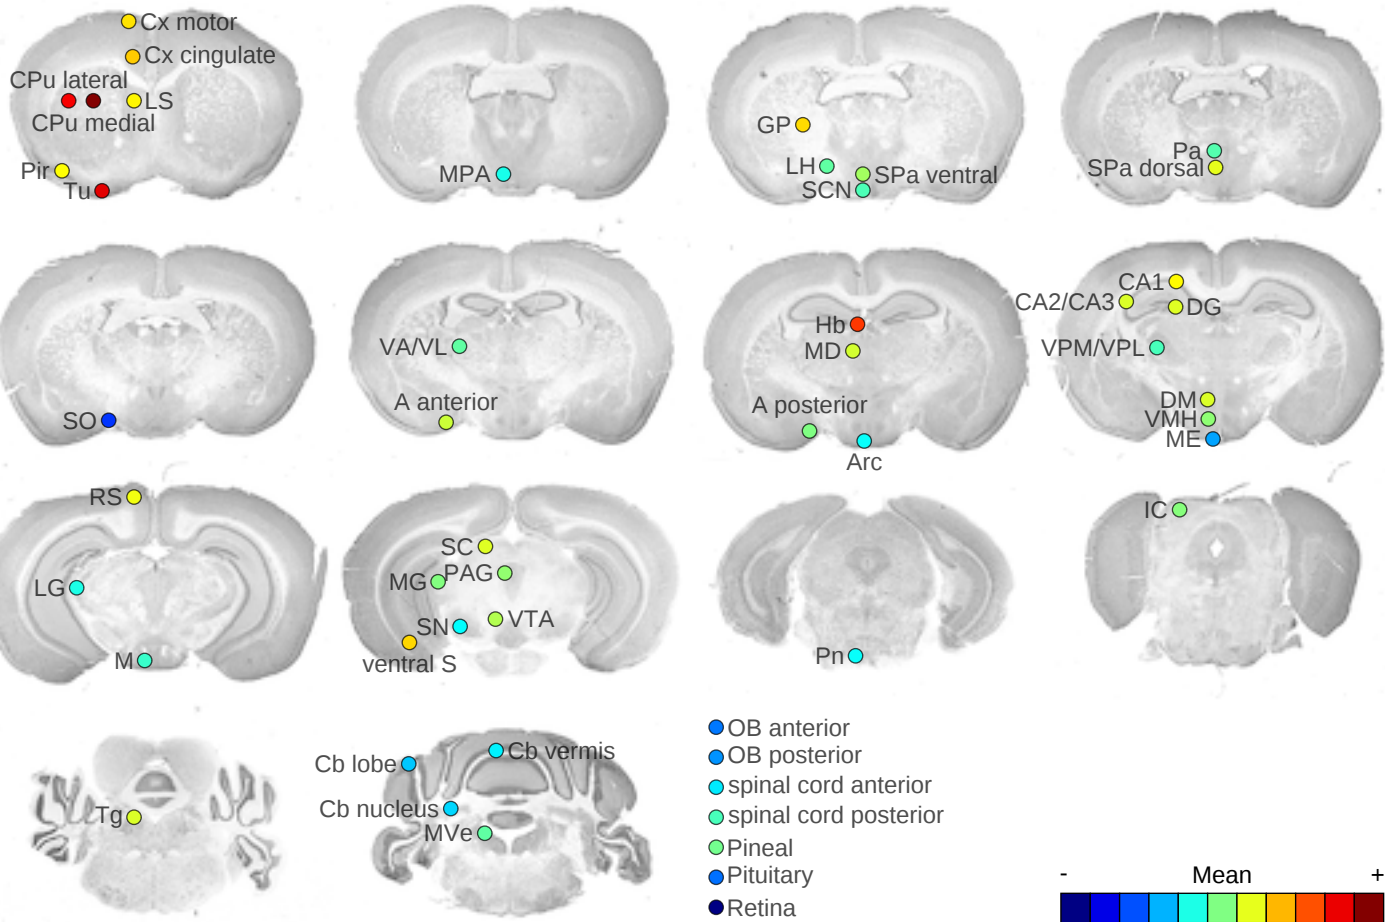 Cx motor
Cx cingulate
CPu lateral
LS
CPu medial
Pir
Tu
MPA
GP
LH
SPa ventral
SCN
Pa
SPa dorsal
SO
VA/VL
A anterior
Hb
MD
A posterior
Arc
CA1
CA2/CA3
DG
VPM/VPL
DM
VMH
ME
RS
LG
M
SC
MG
PAG
SN
VTA
ventral S
Pn
IC
Tg
Cb lobe
Cb vermis
Cb nucleus
MVe
OB anterior
OB posterior
spinal cord anterior
spinal cord posterior
Pineal
Pituitary
Retina
- Mean +